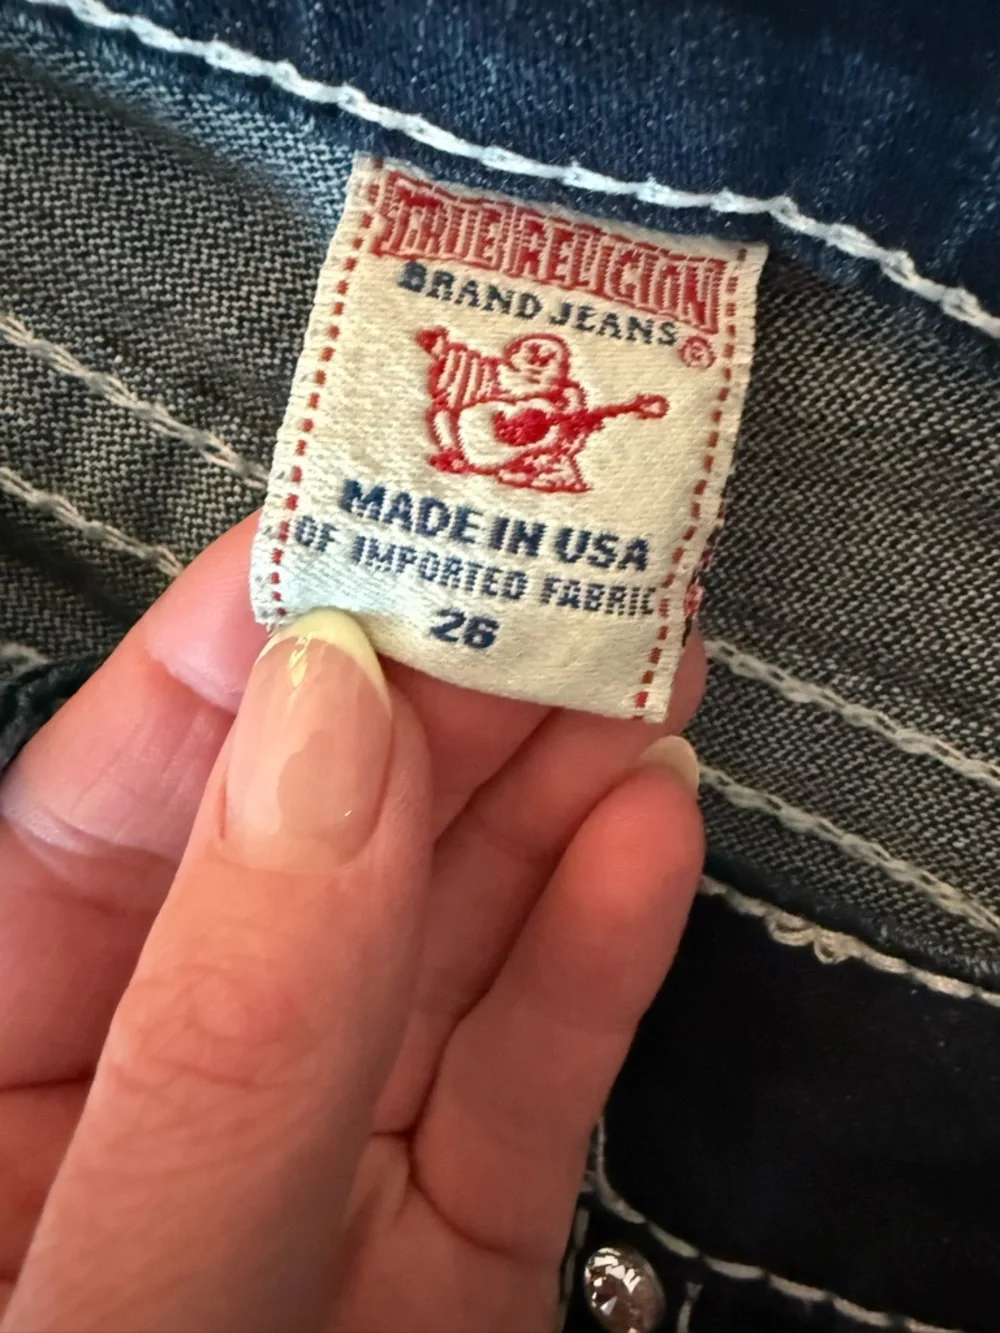 TRUE RELIGION
BRAND JEANS
®
MADE IN USA
OF IMPORTED FABRIC
26